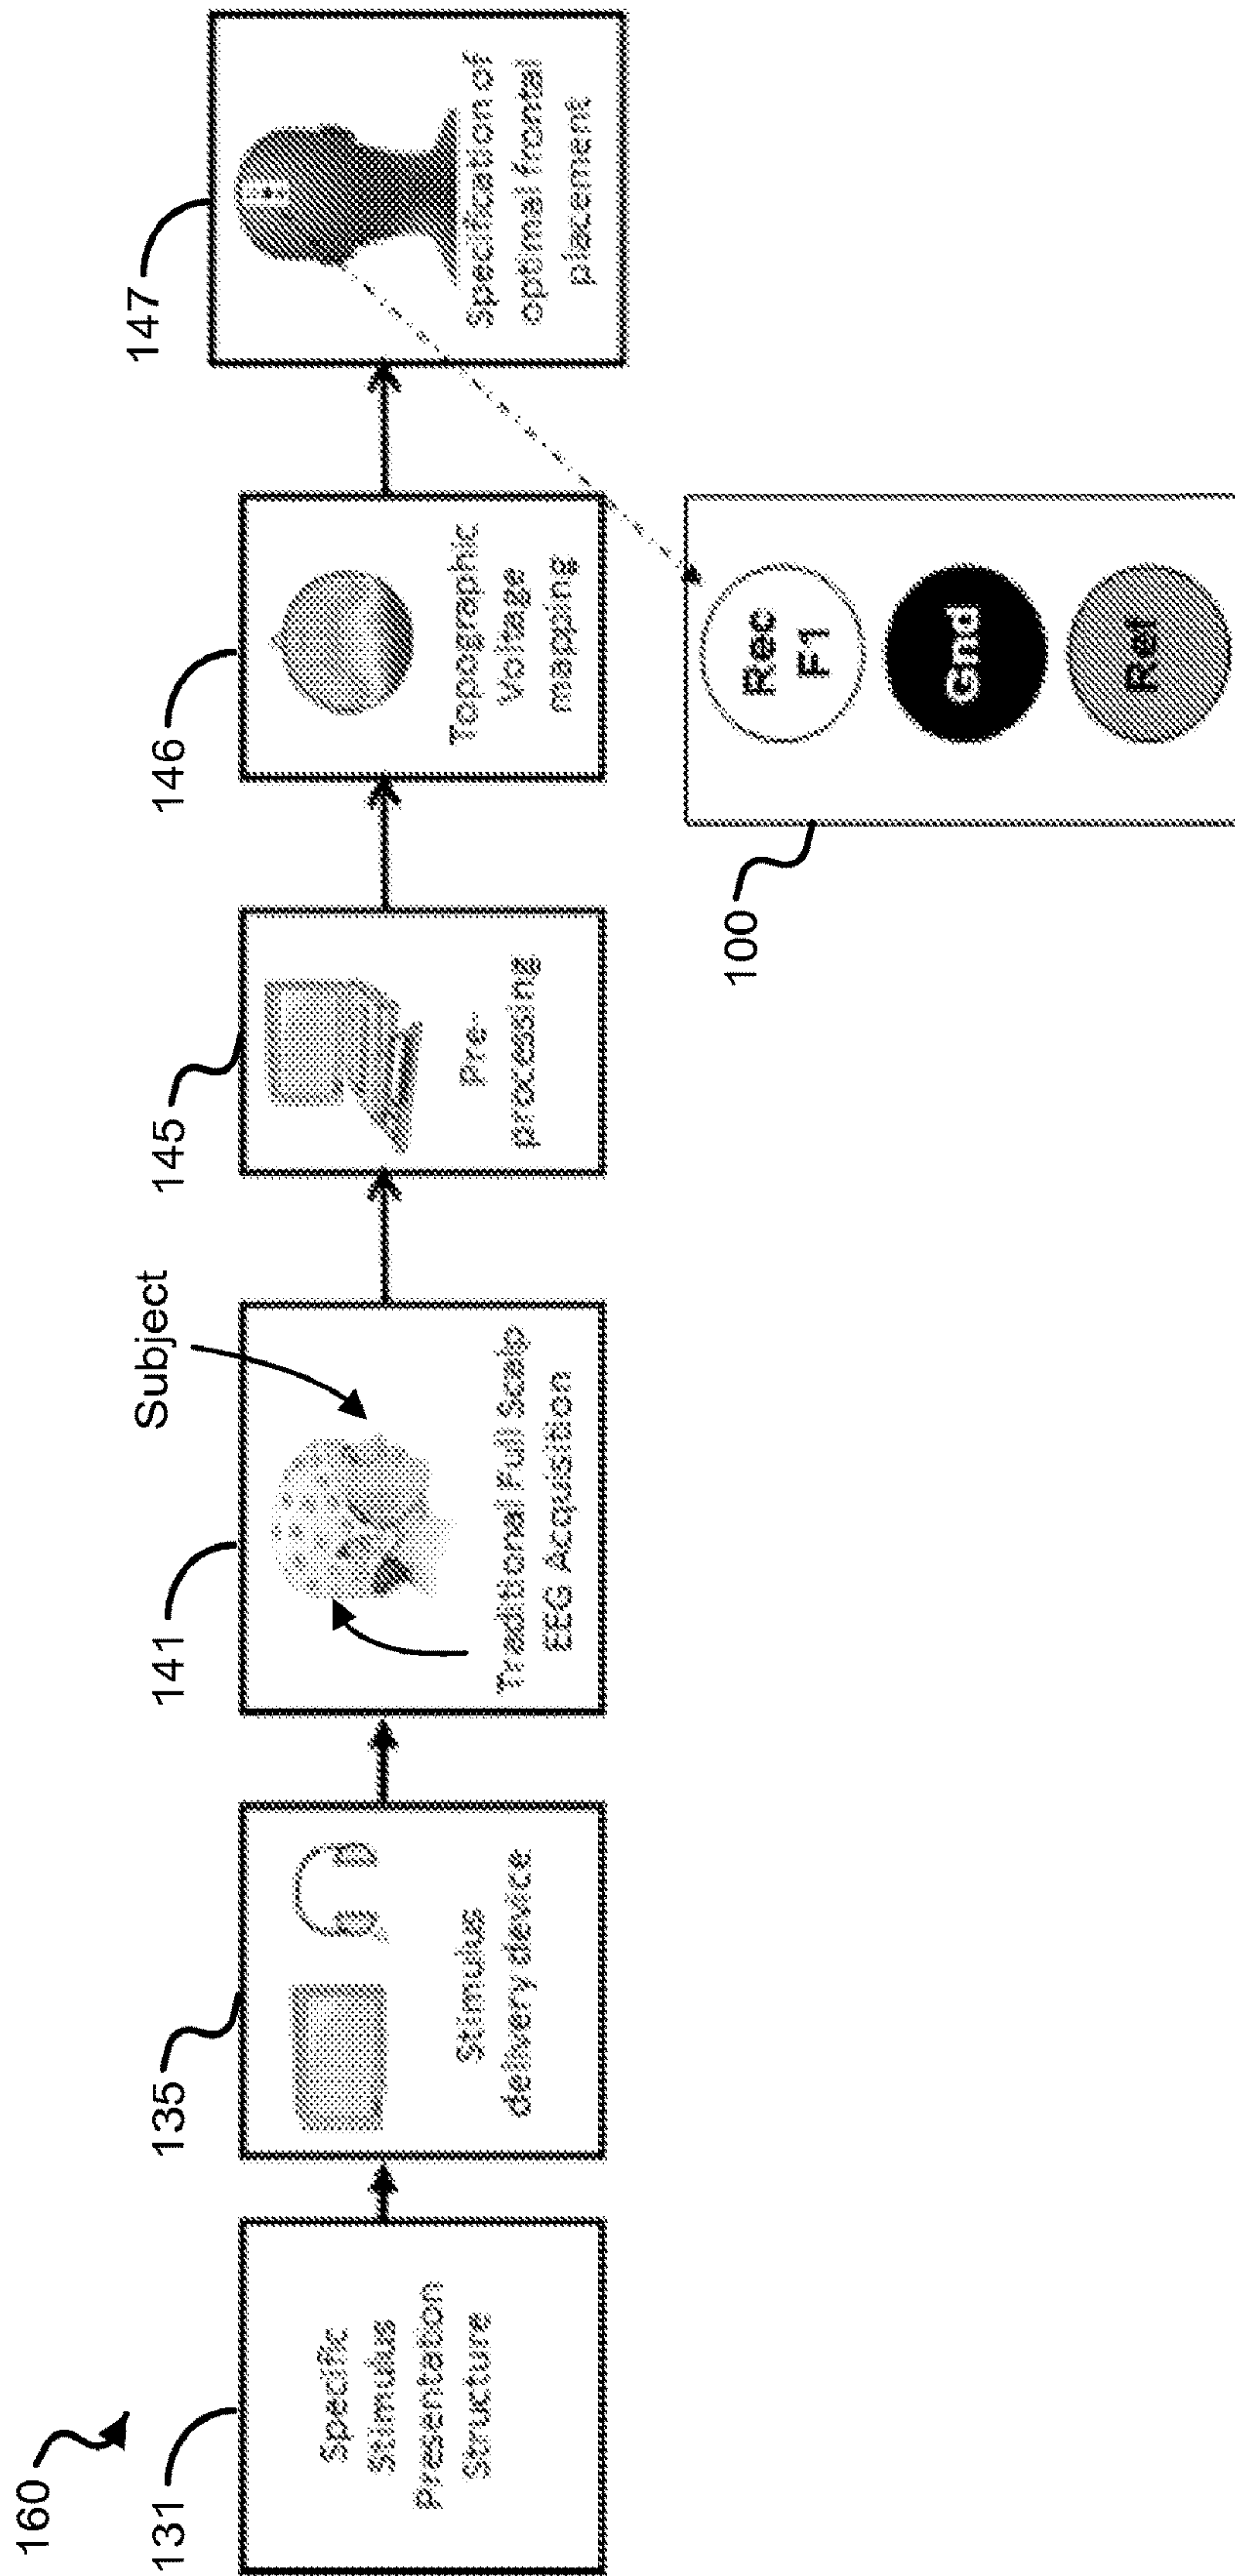 160
131
Specific
Stimulus
Presentation
Structure
135
Stimulus
delivery device
141
Subject
Traditional Full Scalp
EEG Acquisition
145
Pre-
processing
146
Topographic
Voltage
mapping
147
Specification of
optimal frontal
placement
100
Rec
F1
Gnd
Ref